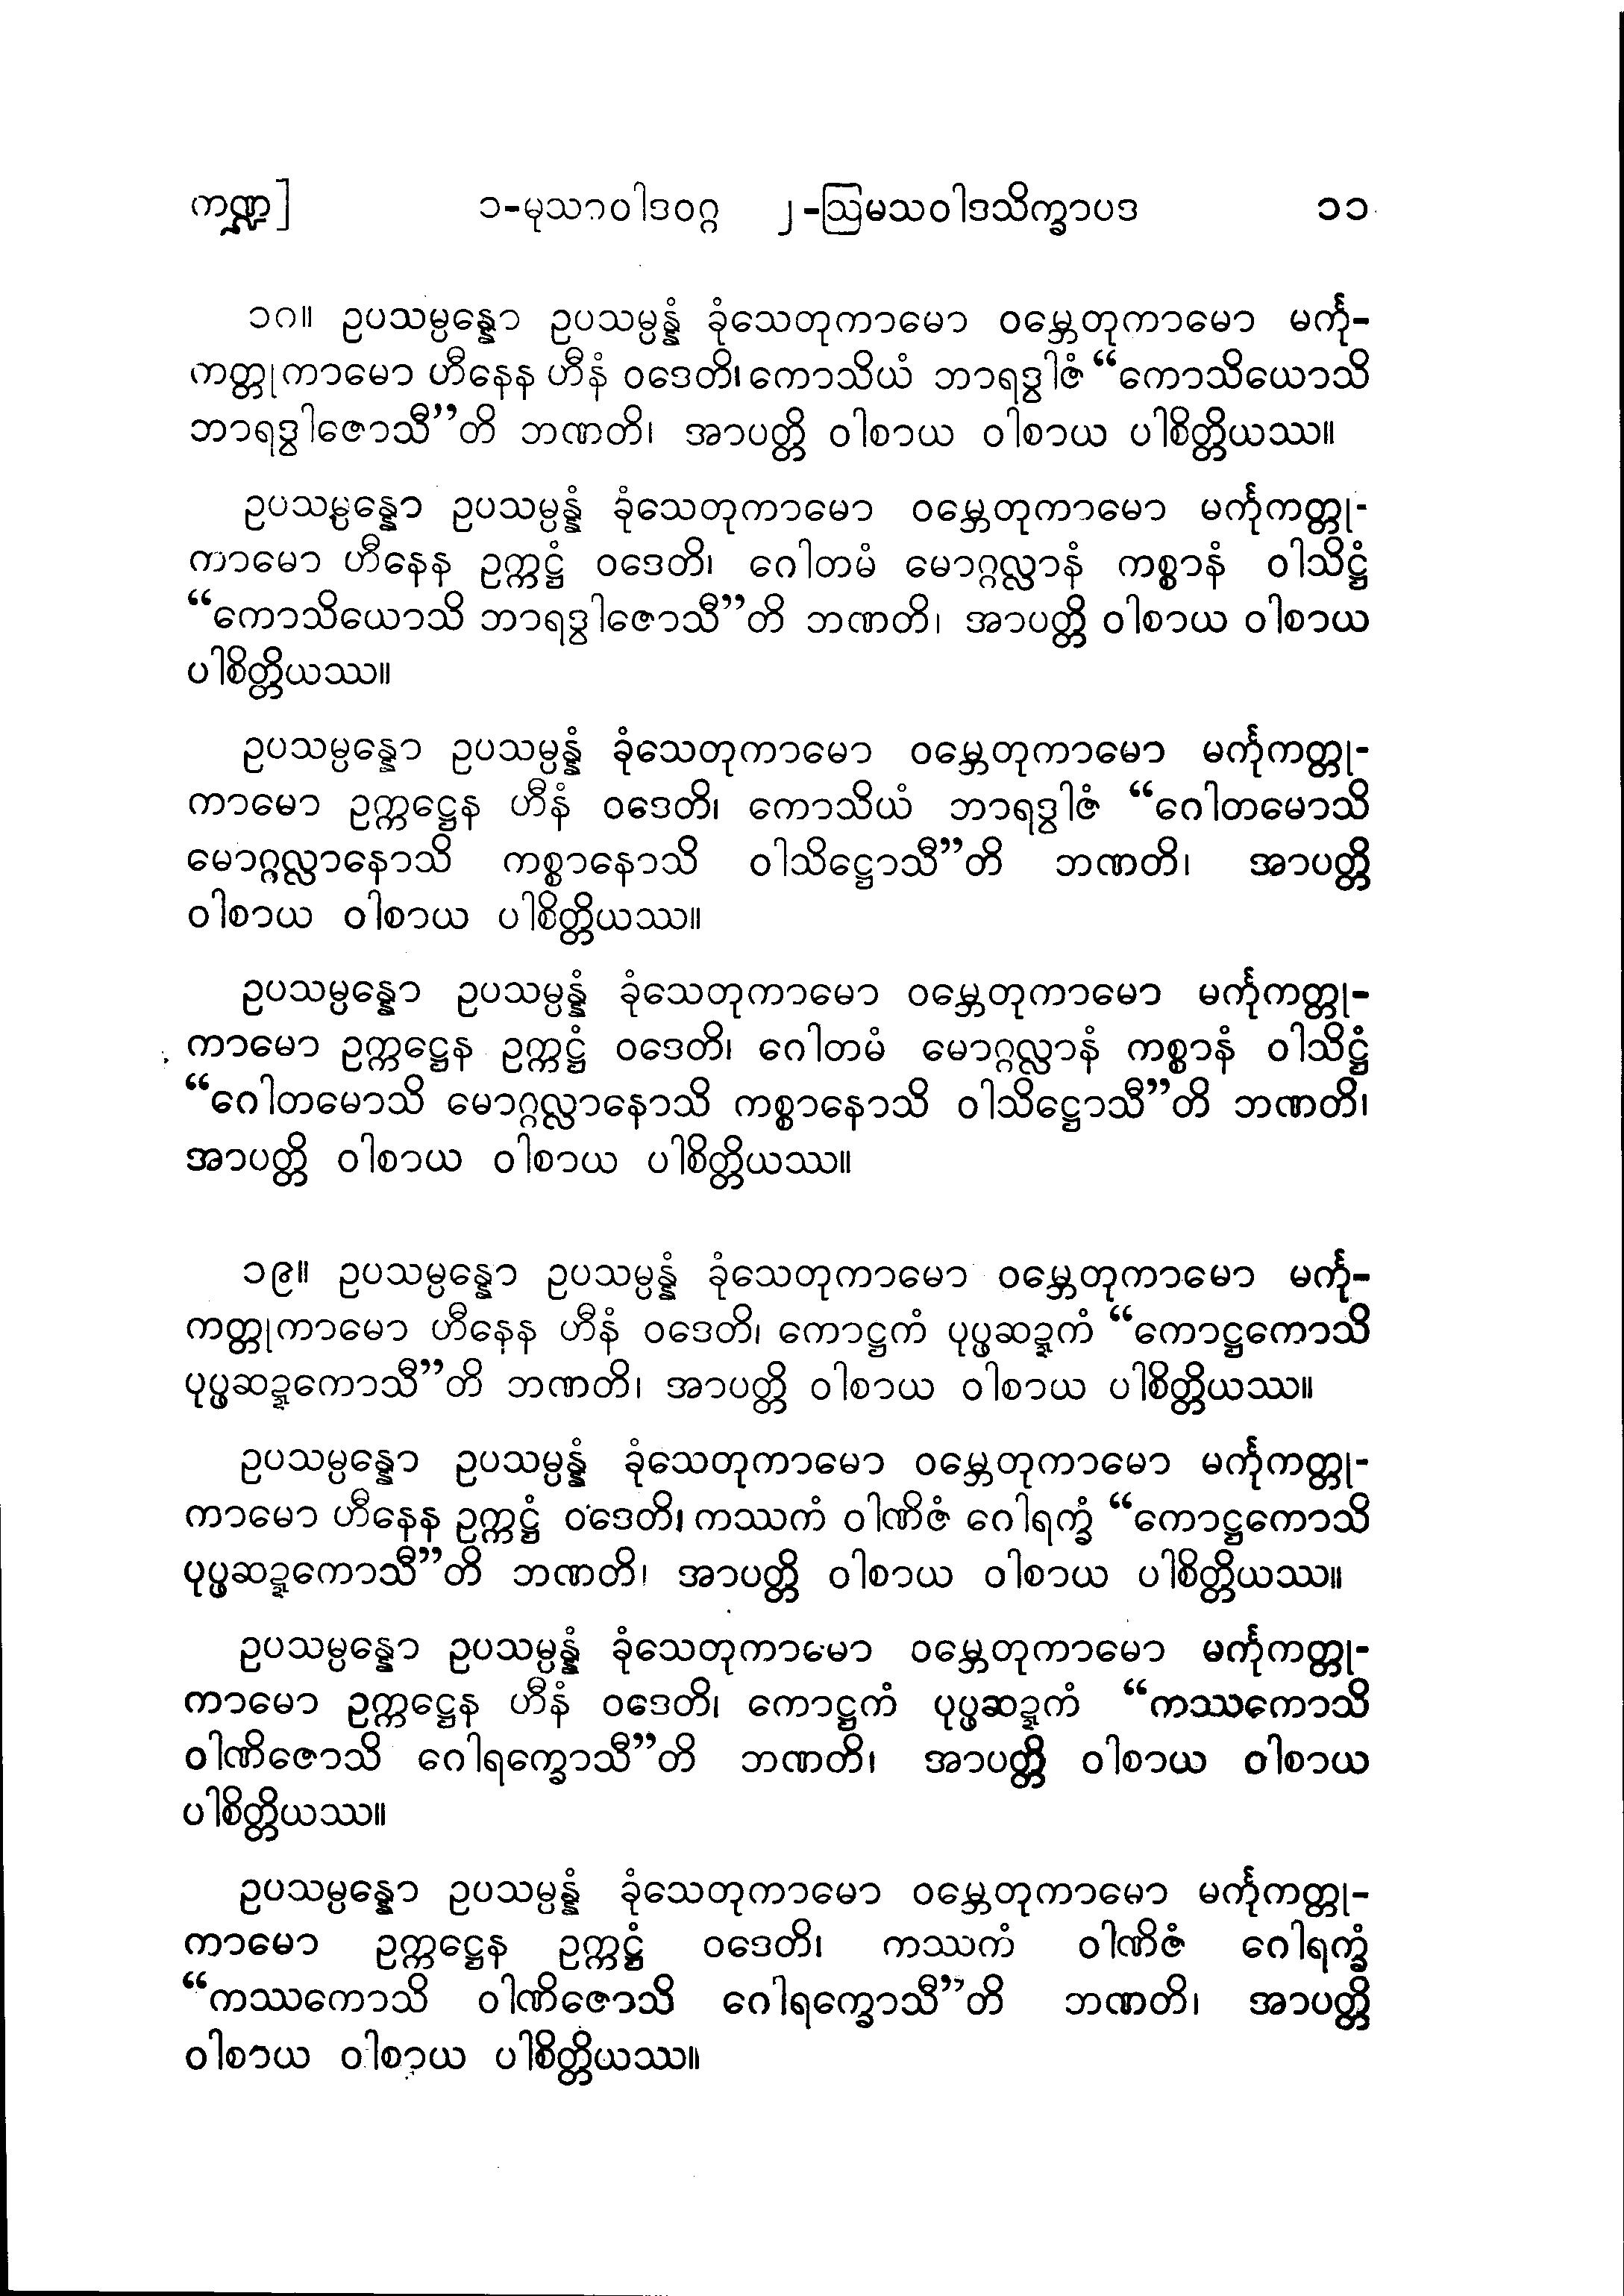 ကဏ္ဍ] ၁-မုသာဝါဒဝဂ္ဂ ၂-ဩမသဝါဒသိက္ခာပဒ ၁၁
၁၈။ ဥပသမ္ပန္နော ဥပသမ္ပန္နံ ခုံသေတုကာမော ဝမ္ဘေတုကာမော မင်္ကု-
ကတ္တုကာမော ဟီနေန ဟီနံ ဝဒေတိ၊ ကောသိယံ ဘာရဒွါဇံ “ကောသိယောသိ
ဘာရဒွါဇောသီ”တိ ဘဏတိ၊ အာပတ္တိ ဝါစာယ ဝါစာယ ပါစိတ္တိယဿ။
ဥပသမ္ပန္နော ဥပသမ္ပန္နံ ခုံသေတုကာမော ဝမ္ဘေတုကာမော မင်္ကုကတ္တု-
ကာမော ဟီနေန ဥက္ကဋ္ဌံ ဝဒေတိ၊ ဂေါတမံ မောဂ္ဂလ္လာနံ ကစ္စာနံ ဝါသိဋ္ဌံ
“ကောသိယောသိ ဘာရဒွါဇောသီ”တိ ဘဏတိ၊ အာပတ္တိ ဝါစာယ ဝါစာယ
ပါစိတ္တိယဿ။
ဥပသမ္ပန္နော ဥပသမ္ပန္နံ ခုံသေတုကာမော ဝမ္ဘေတုကာမော မင်္ကုကတ္တု-
ကာမော ဥက္ကဋ္ဌေန ဟီနံ ဝဒေတိ၊ ကောသိယံ ဘာရဒွါဇံ “ဂေါတမောသိ
မောဂ္ဂလ္လာနောသိ ကစ္စာနောသိ ဝါသိဋ္ဌောသီ”တိ ဘဏတိ၊ အာပတ္တိ
ဝါစာယ ဝါစာယ ပါစိတ္တိယဿ။
ဥပသမ္ပန္နော ဥပသမ္ပန္နံ ခုံသေတုကာမော ဝမ္ဘေတုကာမော မင်္ကုကတ္တု-
ကာမော ဥက္ကဋ္ဌေန ဥက္ကဋ္ဌံ ဝဒေတိ၊ ဂေါတမံ မောဂ္ဂလ္လာနံ ကစ္စာနံ ဝါသိဋ္ဌံ
“ဂေါတမောသိ မောဂ္ဂလ္လာနောသိ ကစ္စာနောသိ ဝါသိဋ္ဌောသီ”တိ ဘဏတိ၊
အာပတ္တိ ဝါစာယ ဝါစာယ ပါစိတ္တိယဿ။
၁၉။ ဥပသမ္ပန္နော ဥပသမ္ပန္နံ ခုံသေတုကာမော ဝမ္ဘေတုကာမော မင်္ကု-
ကတ္တုကာမော ဟီနေန ဟီနံ ဝဒေတိ၊ ကောဋ္ဌကံ ပုပ္ဖဆဍ္ဍကံ “ကောဋ္ဌကောသိ
ပုပ္ဖဆဍ္ဍကောသီ”တိ ဘဏတိ၊ အာပတ္တိ ဝါစာယ ဝါစာယ ပါစိတ္တိယဿ။
ဥပသမ္ပန္နော ဥပသမ္ပန္နံ ခုံသေတုကာမော ဝမ္ဘေတုကာမော မင်္ကုကတ္တု-
ကာမော ဟီနေန ဥက္ကဋ္ဌံ ဝဒေတိ၊ ကဿကံ ဝါဏိဇံ ဂေါရက္ခံ “ကောဋ္ဌကောသိ
ပုပ္ဖဆဍ္ဍကောသီ”တိ ဘဏတိ၊ အာပတ္တိ ဝါစာယ ဝါစာယ ပါစိတ္တိယဿ။
ဥပသမ္ပန္နော ဥပသမ္ပန္နံ ခုံသေတုကာမော ဝမ္ဘေတုကာမော မင်္ကုကတ္တု-
ကာမော ဥက္ကဋ္ဌေန ဟီနံ ဝဒေတိ၊ ကောဋ္ဌကံ ပုပ္ဖဆဍ္ဍကံ “ကဿကောသိ
ဝါဏိဇောသိ ဂေါရက္ခောသီ”တိ ဘဏတိ၊ အာပတ္တိ ဝါစာယ ဝါစာယ
ပါစိတ္တိယဿ။
ဥပသမ္ပန္နော ဥပသမ္ပန္နံ ခုံသေတုကာမော ဝမ္ဘေတုကာမော မင်္ကုကတ္တု-
ကာမော ဥက္ကဋ္ဌေန ဥက္ကဋ္ဌံ ဝဒေတိ၊ ကဿကံ ဝါဏိဇံ ဂေါရက္ခံ
“ကဿကောသိ ဝါဏိဇောသိ ဂေါရက္ခောသီ”တိ ဘဏတိ၊ အာပတ္တိ
ဝါစာယ ဝါစာယ ပါစိတ္တိယဿ။